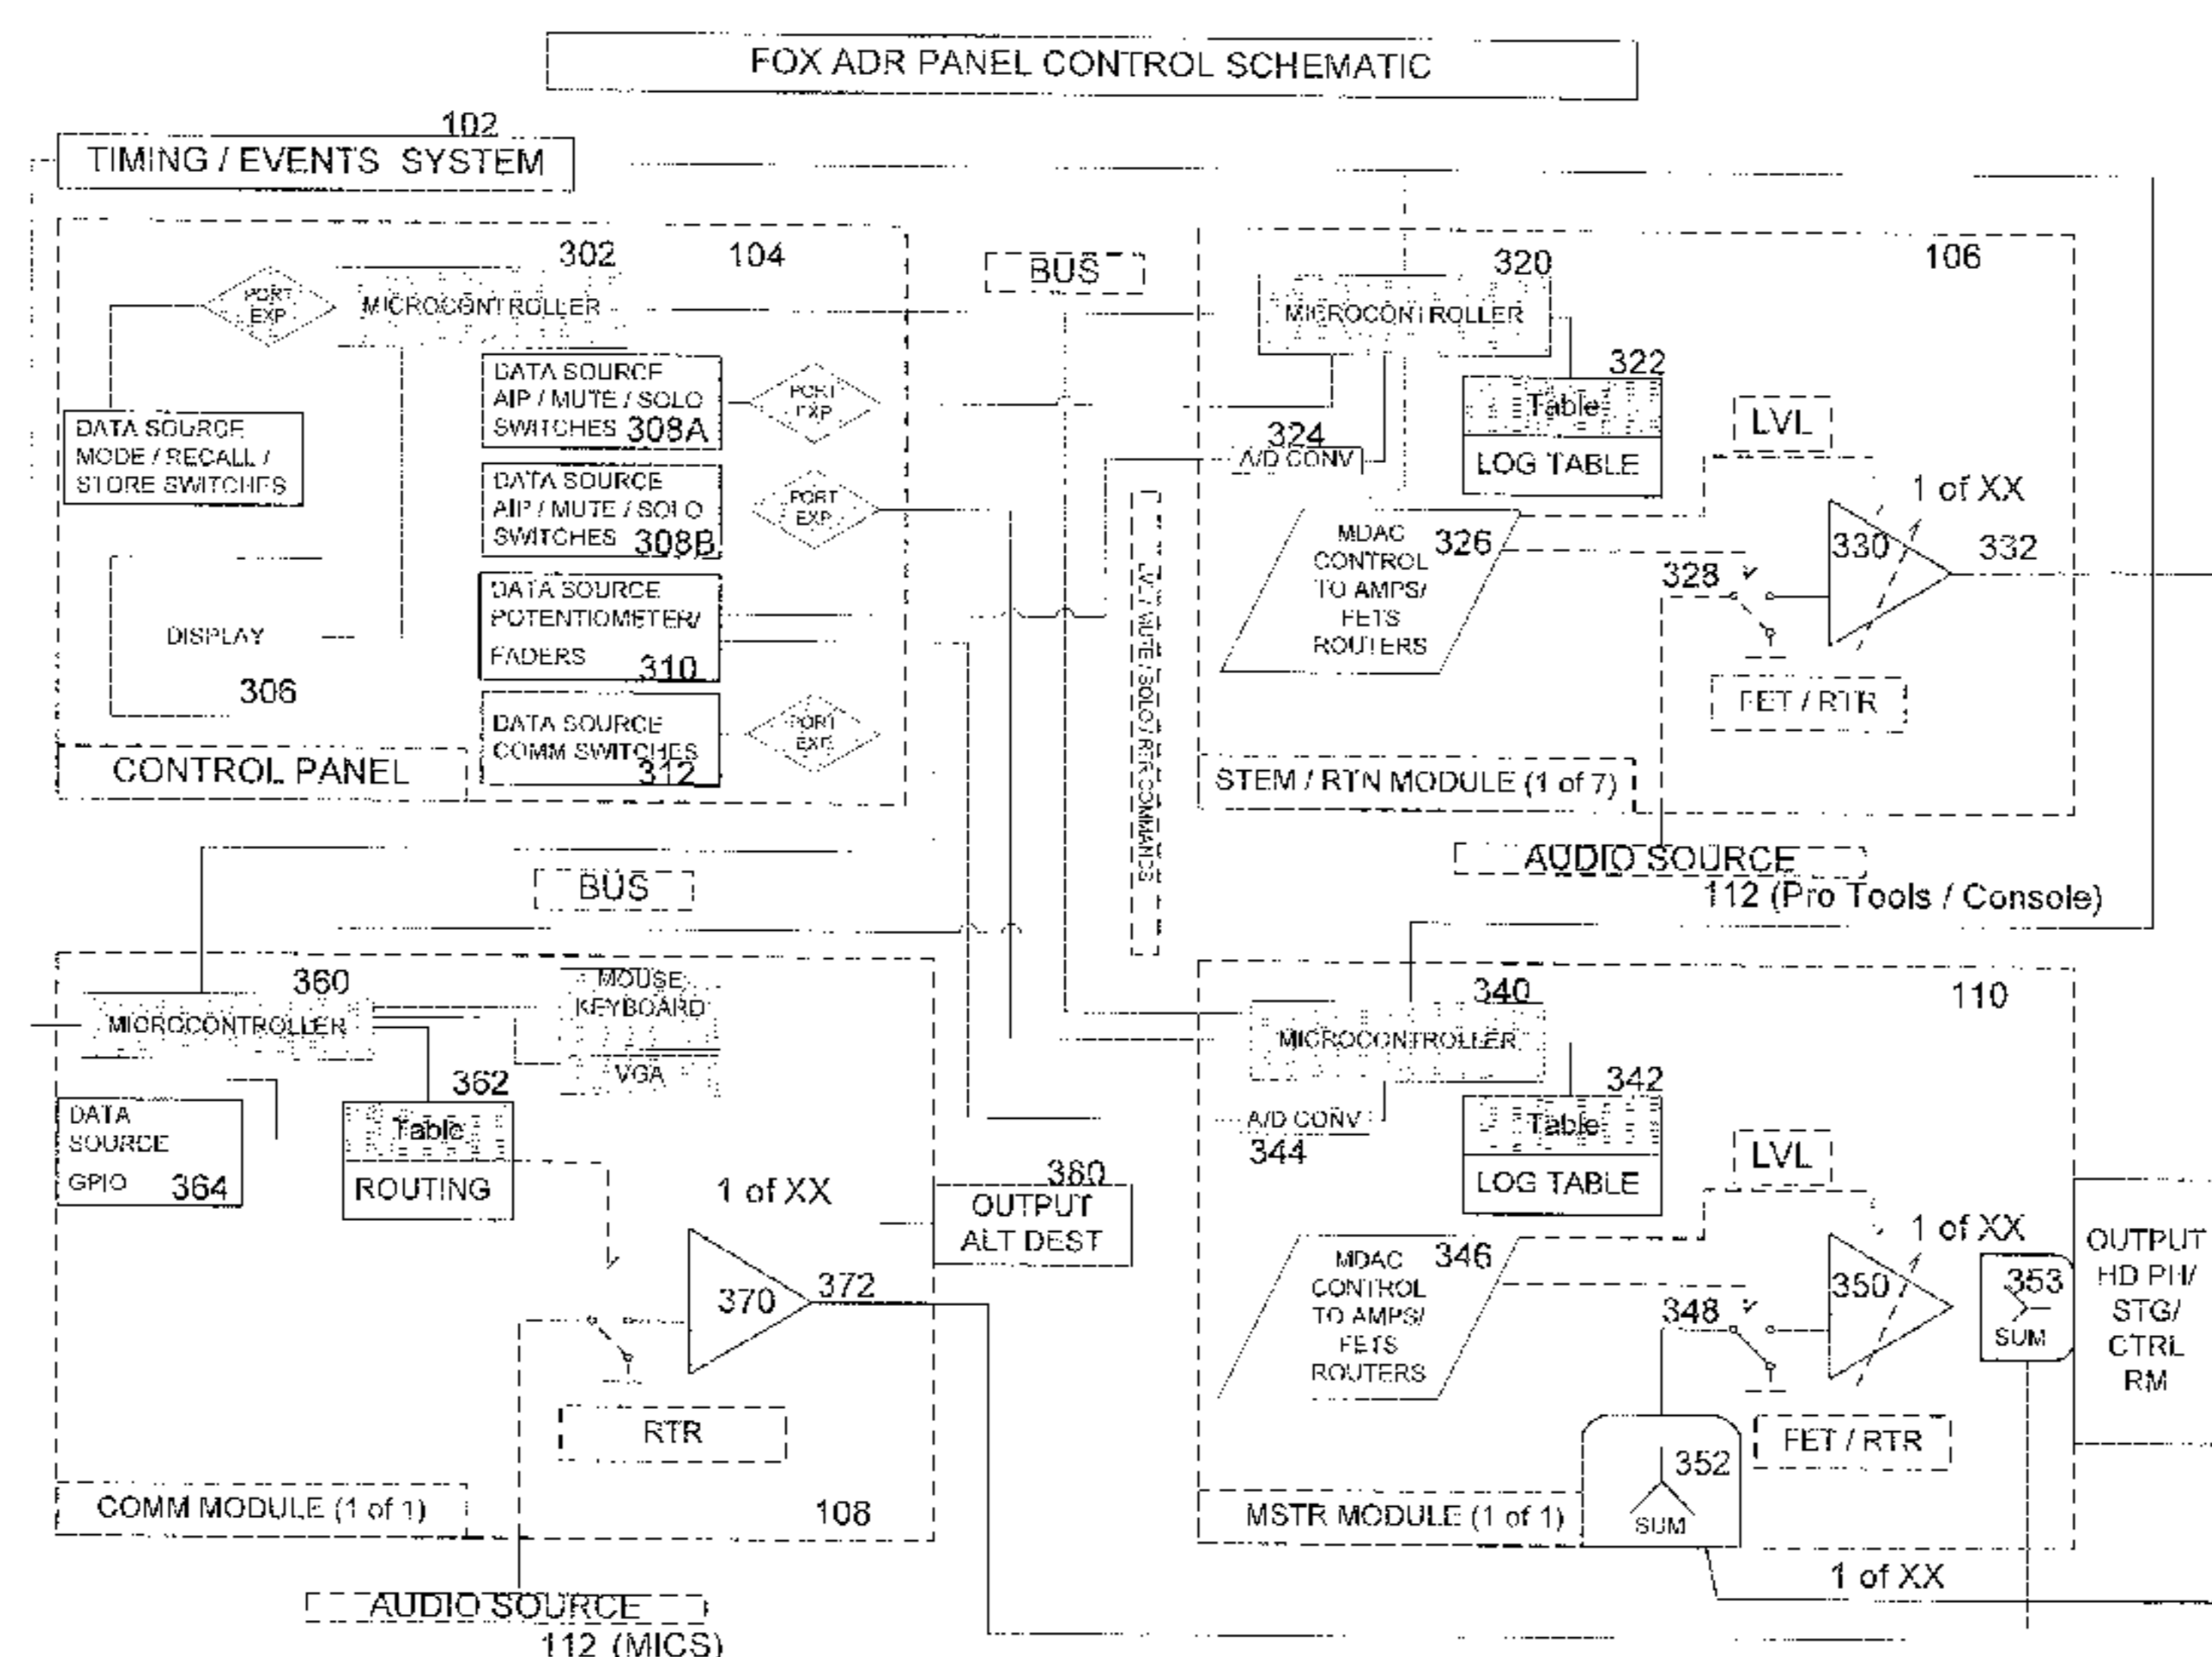 FOX ADR PANEL CONTROL SCHEMATIC
102
TIMING / EVENTS SYSTEM
302
104
PORT
EXP
MICROCONTROLLER
DATA SOURCE
MODE / RECALL /
STORE SWITCHES
DATA SOURCE
AIP / MUTE / SOLO
SWITCHES 308A
PORT
EXP
DATA SOURCE
AIP / MUTE / SOLO
SWITCHES 308B
PORT
EXP
DISPLAY
306
DATA SOURCE
POTENTIOMETER/
FADERS 310
DATA SOURCE
COMM SWITCHES
312
PORT
EXP
CONTROL PANEL
BUS
LVL / MUTE / SOLO / RTR COMMANDS
320
106
MICROCONTROLLER
322
Table
LOG TABLE
324
A/D CONV
LVL
MDAC
CONTROL
TO AMPS/
FETS
ROUTERS
326
1 of XX
330
332
328
FET / RTR
STEM / RTN MODULE (1 of 7)
AUDIO SOURCE
112 (Pro Tools / Console)
BUS
360
MICROCONTROLLER
MOUSE
KEYBOARD
VGA
362
Table
ROUTING
DATA
SOURCE
GPIO 364
1 of XX
380
OUTPUT
ALT DEST
370
372
RTR
COMM MODULE (1 of 1)
108
AUDIO SOURCE
112 (MICS)
340
110
MICROCONTROLLER
342
Table
LOG TABLE
A/D CONV
344
LVL
MDAC
CONTROL
TO AMPS/
FETS
ROUTERS
346
1 of XX
350
353
SUM
348
OUTPUT
HD PH/
STG/
CTRL
RM
FET / RTR
352
SUM
MSTR MODULE (1 of 1)
1 of XX